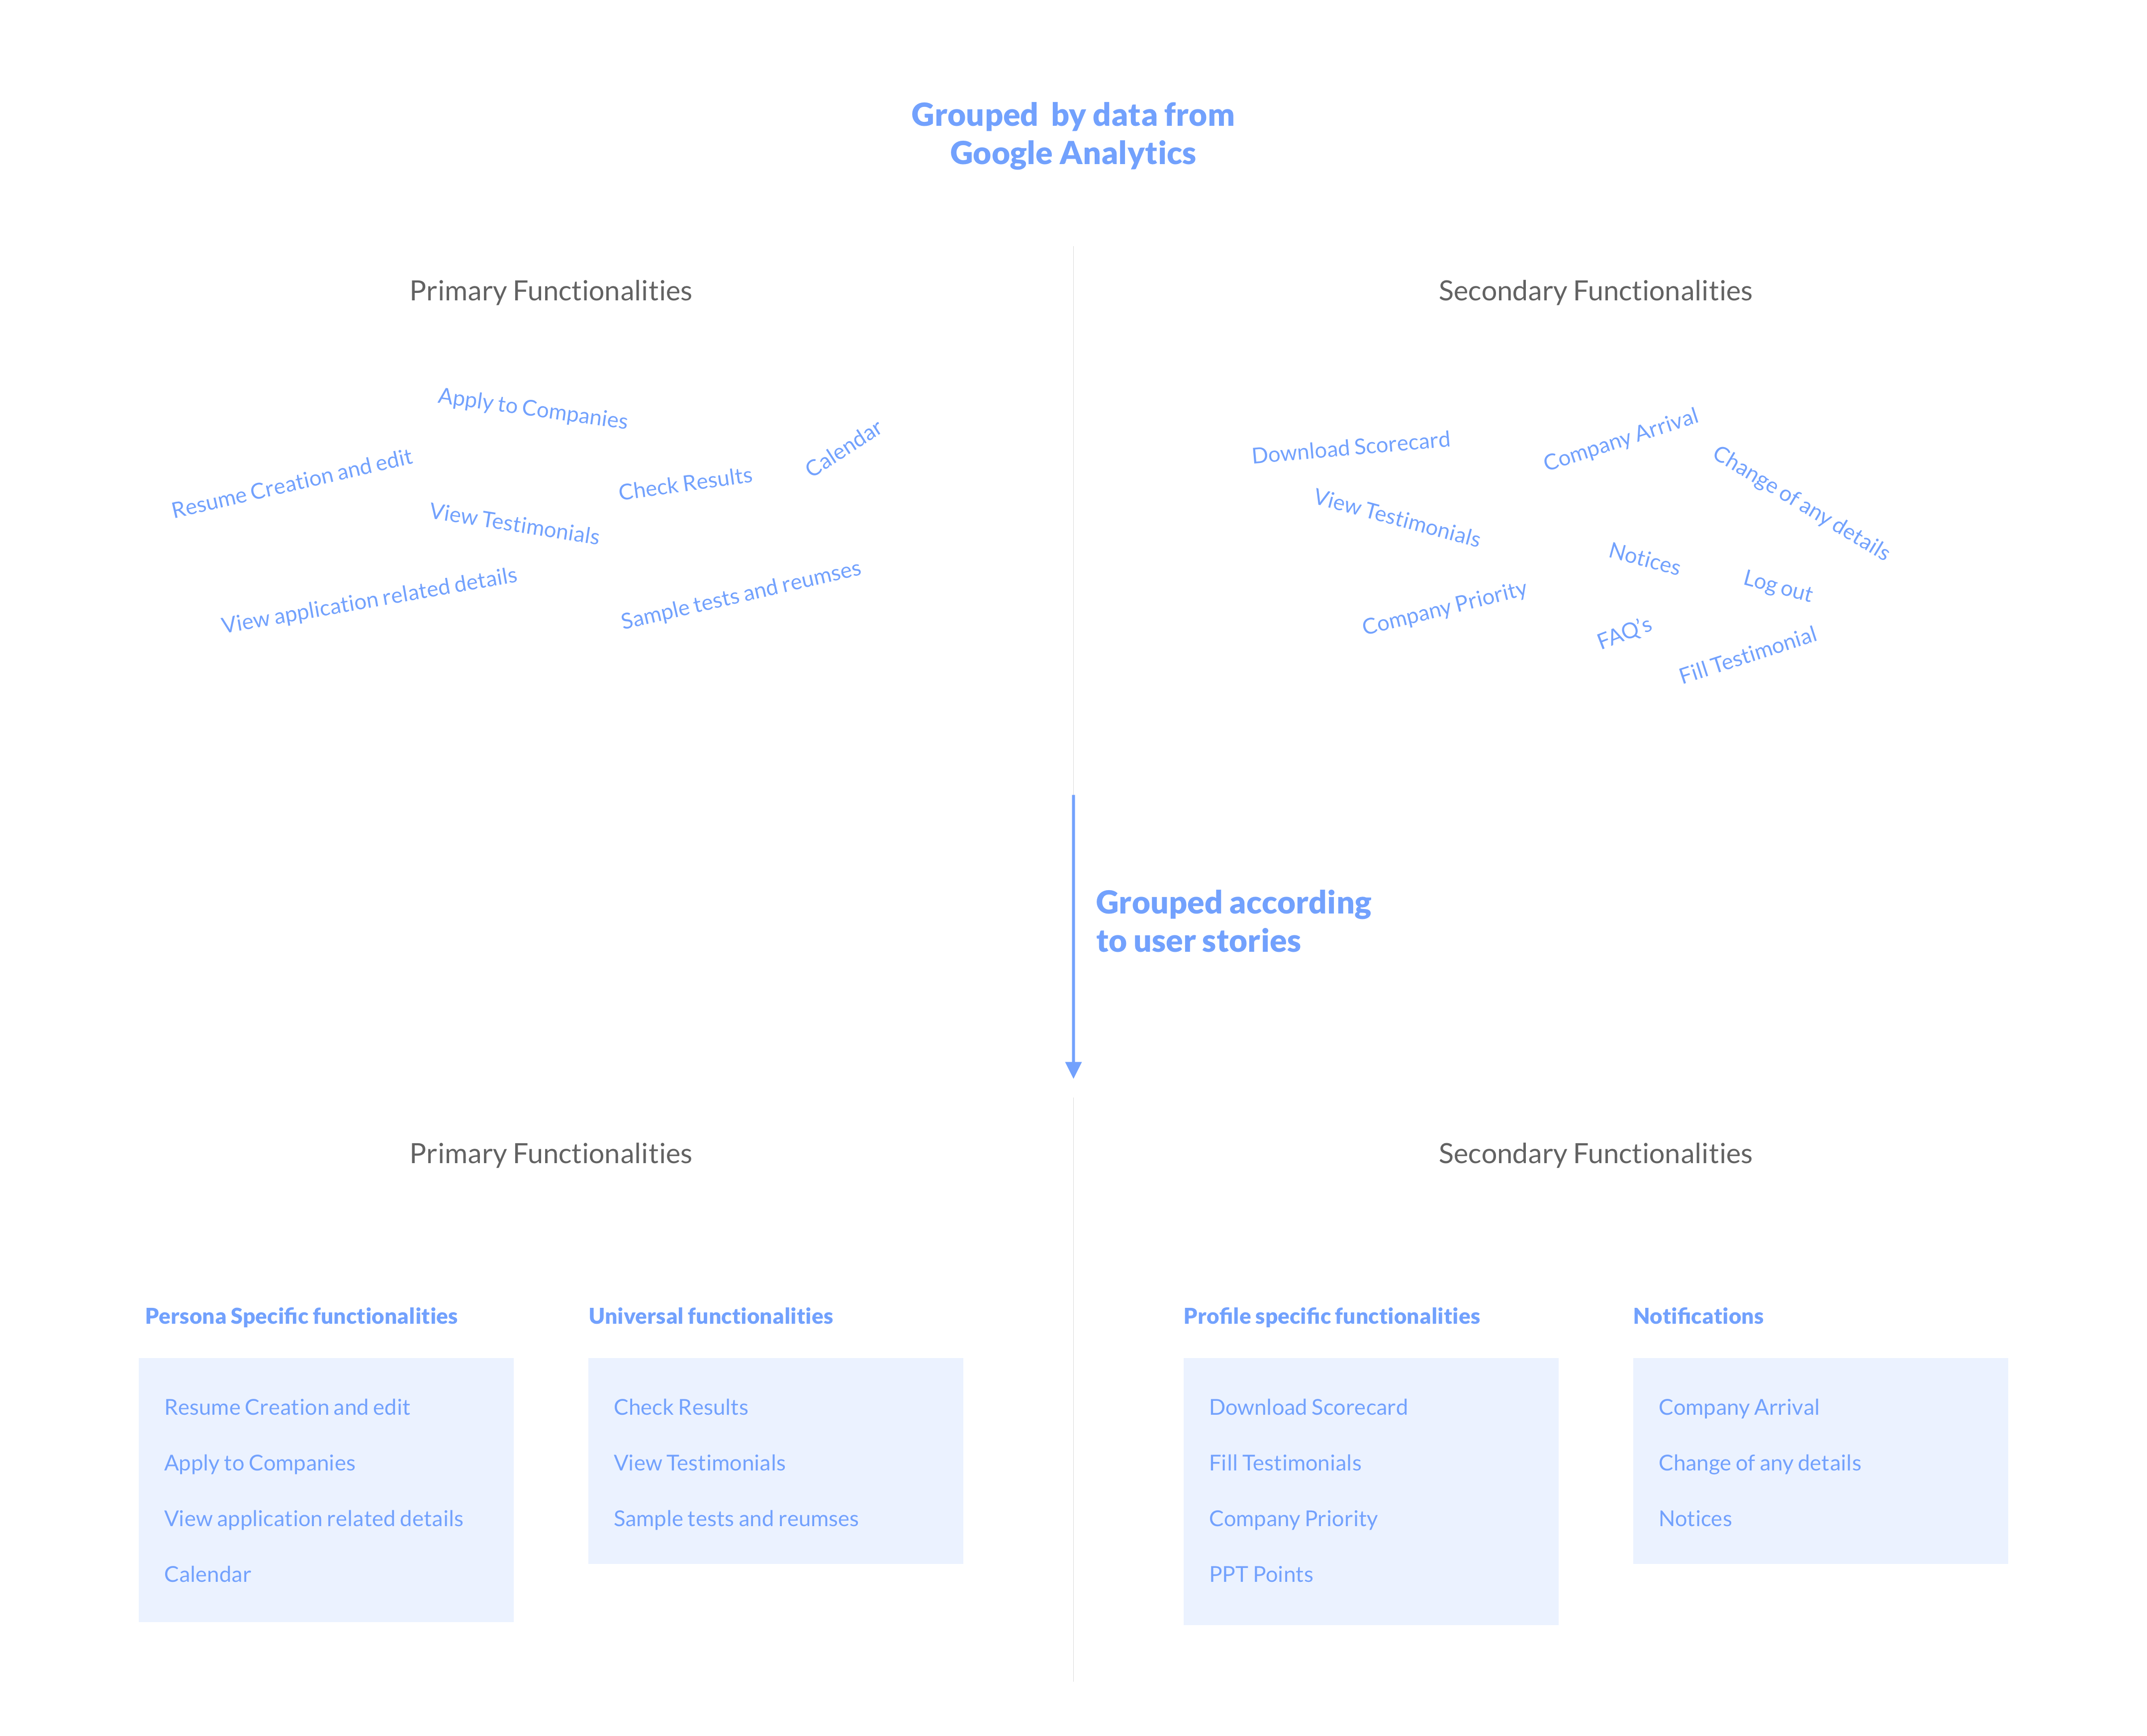 Grouped by data from
Google Analytics
Primary Functionalities
Secondary Functionalities
Apply to Companies
Calendar
Resume Creation and edit
Check Results
View Testimonials
View application related details
Sample tests and reumses
Download Scorecard
Company Arrival
Change of any details
View Testimonials
Notices
Log out
Company Priority
FAQ's
Fill Testimonial
Grouped according
to user stories
Primary Functionalities
Secondary Functionalities
Persona Specific functionalities
Resume Creation and edit
Apply to Companies
View application related details
Calendar
Universal functionalities
Check Results
View Testimonials
Sample tests and reumses
Profile specific functionalities
Download Scorecard
Fill Testimonials
Company Priority
PPT Points
Notifications
Company Arrival
Change of any details
Notices